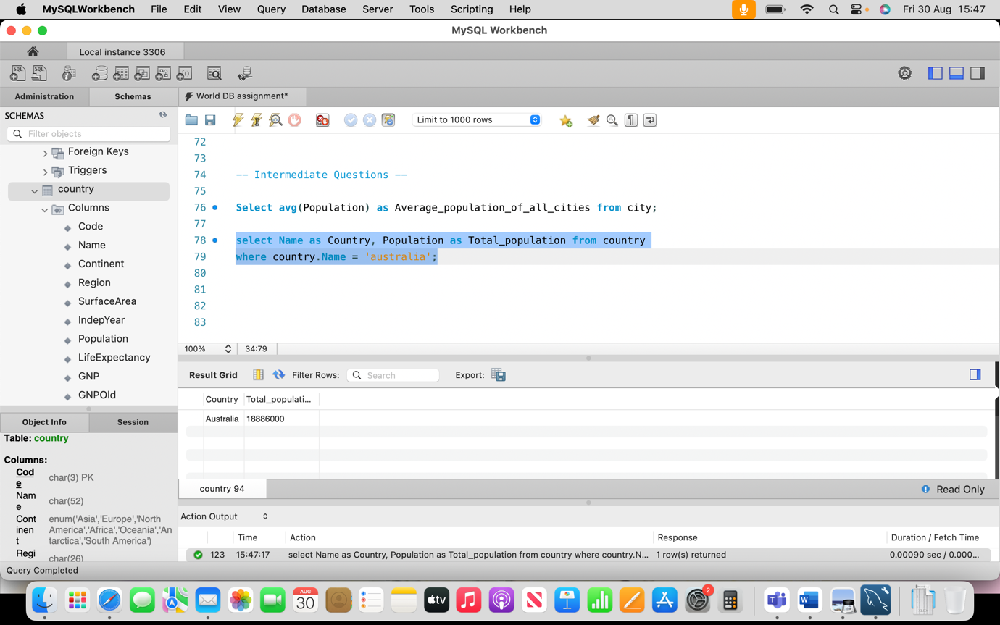 MySQLWorkbench File Edit View Query Database Server Tools Scripting Help Fri 30 Aug 15:47
MySQL Workbench
Local instance 3306
Administration Schemas World DB assignment*
SCHEMAS
Filter objects
Limit to 1000 rows
Foreign Keys
Triggers
country
Columns
Code
Name
Continent
Region
SurfaceArea
IndepYear
Population
LifeExpectancy
GNP
GNPOld
72
73
74 -- Intermediate Questions --
75
76 Select avg(Population) as Average_population_of_all_cities from city;
77
78 select Name as Country, Population as Total_population from country
79 where country.Name = 'australia';
80
81
82
83
100% 34:79
Result Grid Filter Rows: Search Export:
Country Total_populati...
Australia 18886000
country 94 Read Only
Object Info Session
Table: country
Columns:
Code char(3) PK
Name char(52)
Continent enum('Asia','Europe','North America','Africa','Oceania','Antarctica','South America')
Regi char(26)
Action Output
Time Action Response Duration / Fetch Time
123 15:47:17 select Name as Country, Population as Total_population from country where country.N... 1 row(s) returned 0.00090 sec / 0.000...
Query Completed
AUG
30
tv
2